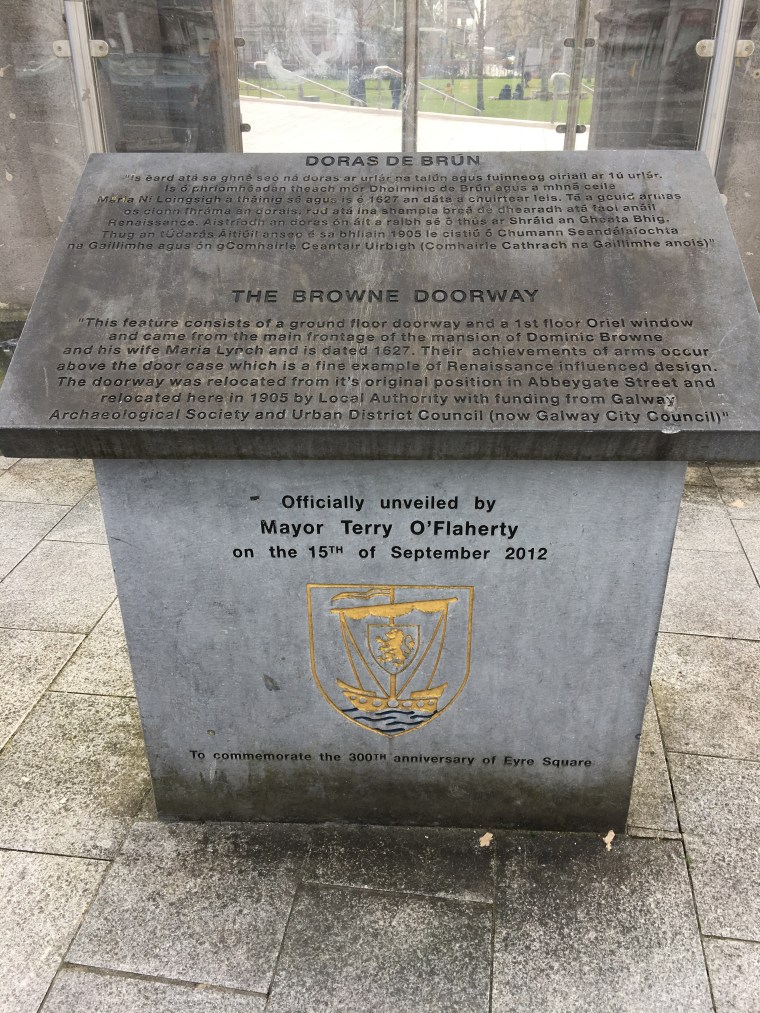 DORAS DE BRÚN
"Is éard atá sa ghné seo ná doras ar urlár na talún agus fuinneog oiriail ar 1ú urlár.
Is ó phríomhéadan theach mór Dhoiminic de Brún agus a mhná céile
Máiria Ní Loingsigh a tháinig sé agus is é 1627 an dáta a chuirtear leis. Tá a gcuid armas
os cionn fhráma an dorais, rud atá ina shampla breá de dhearadh atá faoi anáil
Renaissance. Aistríodh an doras ón áit a raibh sé ó thús ar Shráid an Gheata Bhig.
Thug an túdarás Áitiúil anseo é sa bhliain 1905 le cistiú ó Chumann Seandálaíochta
na Gaillimhe agus ón gComhairle Ceantair Uirbigh (Comhairle Cathrach na Gaillimhe anois)"
THE BROWNE DOORWAY
"This feature consists of a ground floor doorway and a 1st floor Oriel window
and came from the main frontage of the mansion of Dominic Browne
and his wife Maria Lynch and is dated 1627. Their achievements of arms occur
above the door case which is a fine example of Renaissance influenced design.
The doorway was relocated from it's original position in Abbeygate Street and
relocated here in 1905 by Local Authority with funding from Galway
Archaeological Society and Urban District Council (now Galway City Council)"
Officially unveiled by
Mayor Terry O'Flaherty
on the 15TH of September 2012
To commemorate the 300TH anniversary of Eyre Square